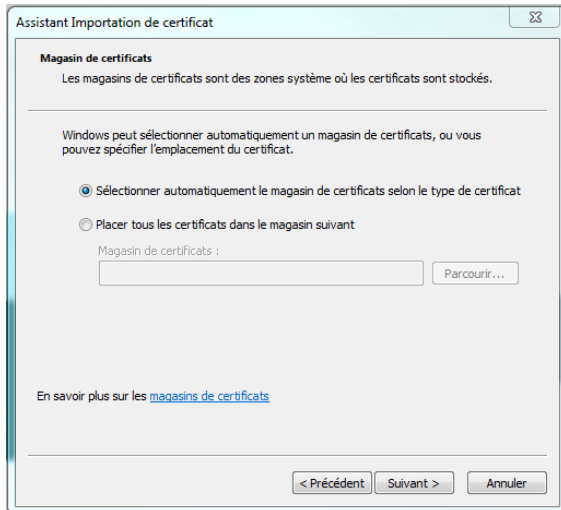 Assistant Importation de certificat
Magasin de certificats
Les magasins de certificats sont des zones système où les certificats sont stockés.
Windows peut sélectionner automatiquement un magasin de certificats, ou vous
pouvez spécifier l'emplacement du certificat.
Sélectionner automatiquement le magasin de certificats selon le type de certificat
Placer tous les certificats dans le magasin suivant
Magasin de certificats :
Parcourir...
En savoir plus sur les magasins de certificats
< Précédent Suivant > Annuler